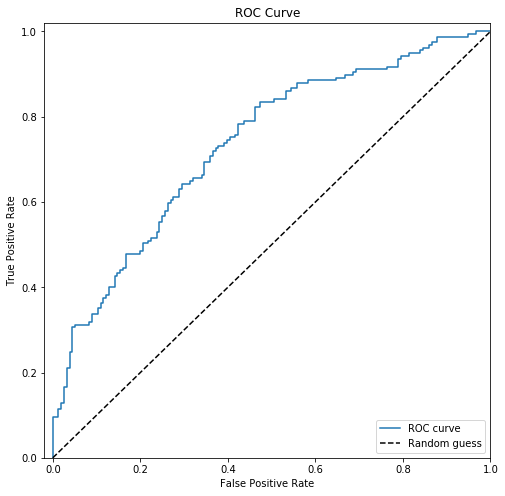 ROC Curve
1.0
0.8
0.6
0.4
0.2
0.0
True Positive Rate
ROC curve
Random guess
0.0 0.2 0.4 0.6 0.8 1.0
False Positive Rate